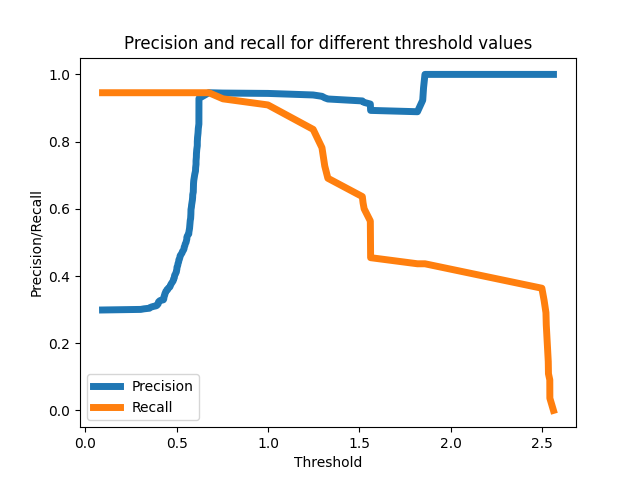 Precision and recall for different threshold values
Precision/Recall
1.0
0.8
0.6
0.4
0.2
0.0
Precision
Recall
0.0 0.5 1.0 1.5 2.0 2.5
Threshold